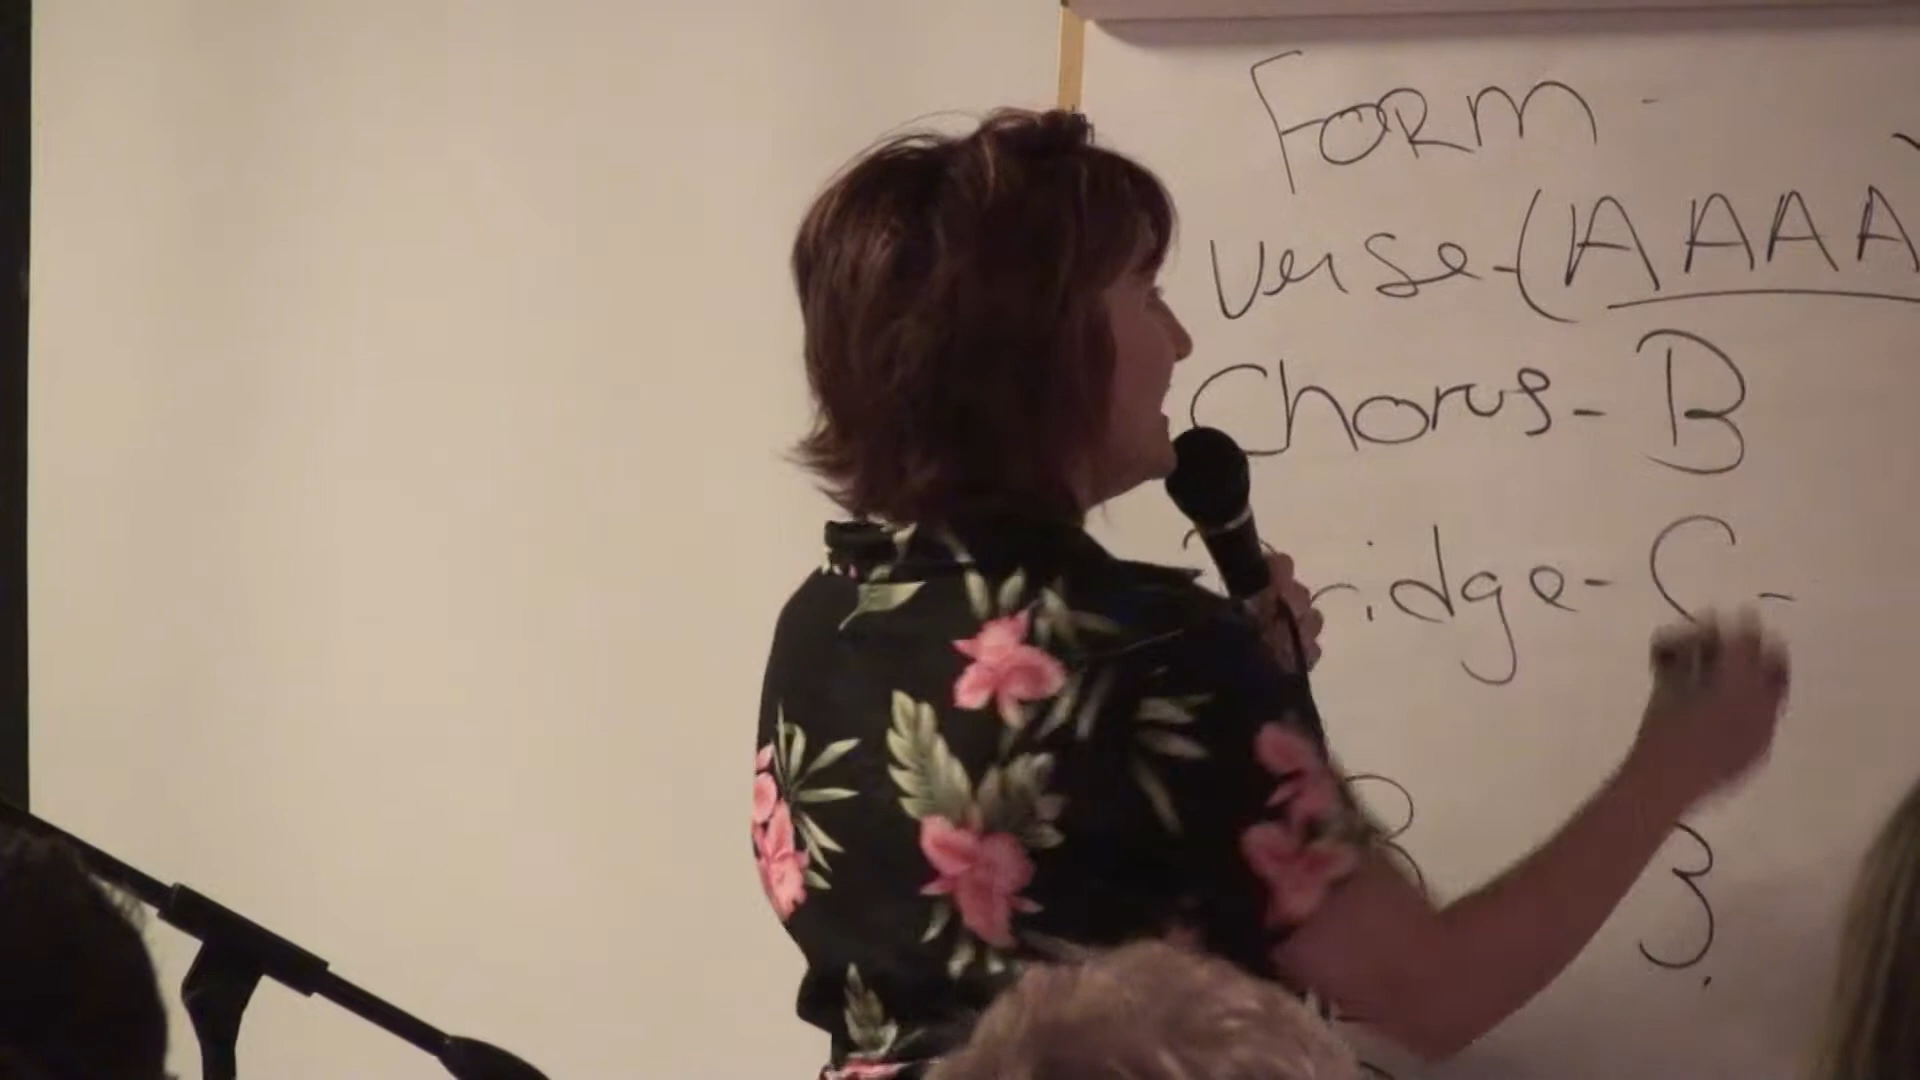 FORM -
Verse-(AAAA
Chorus- B
ridge- C -
B 3.